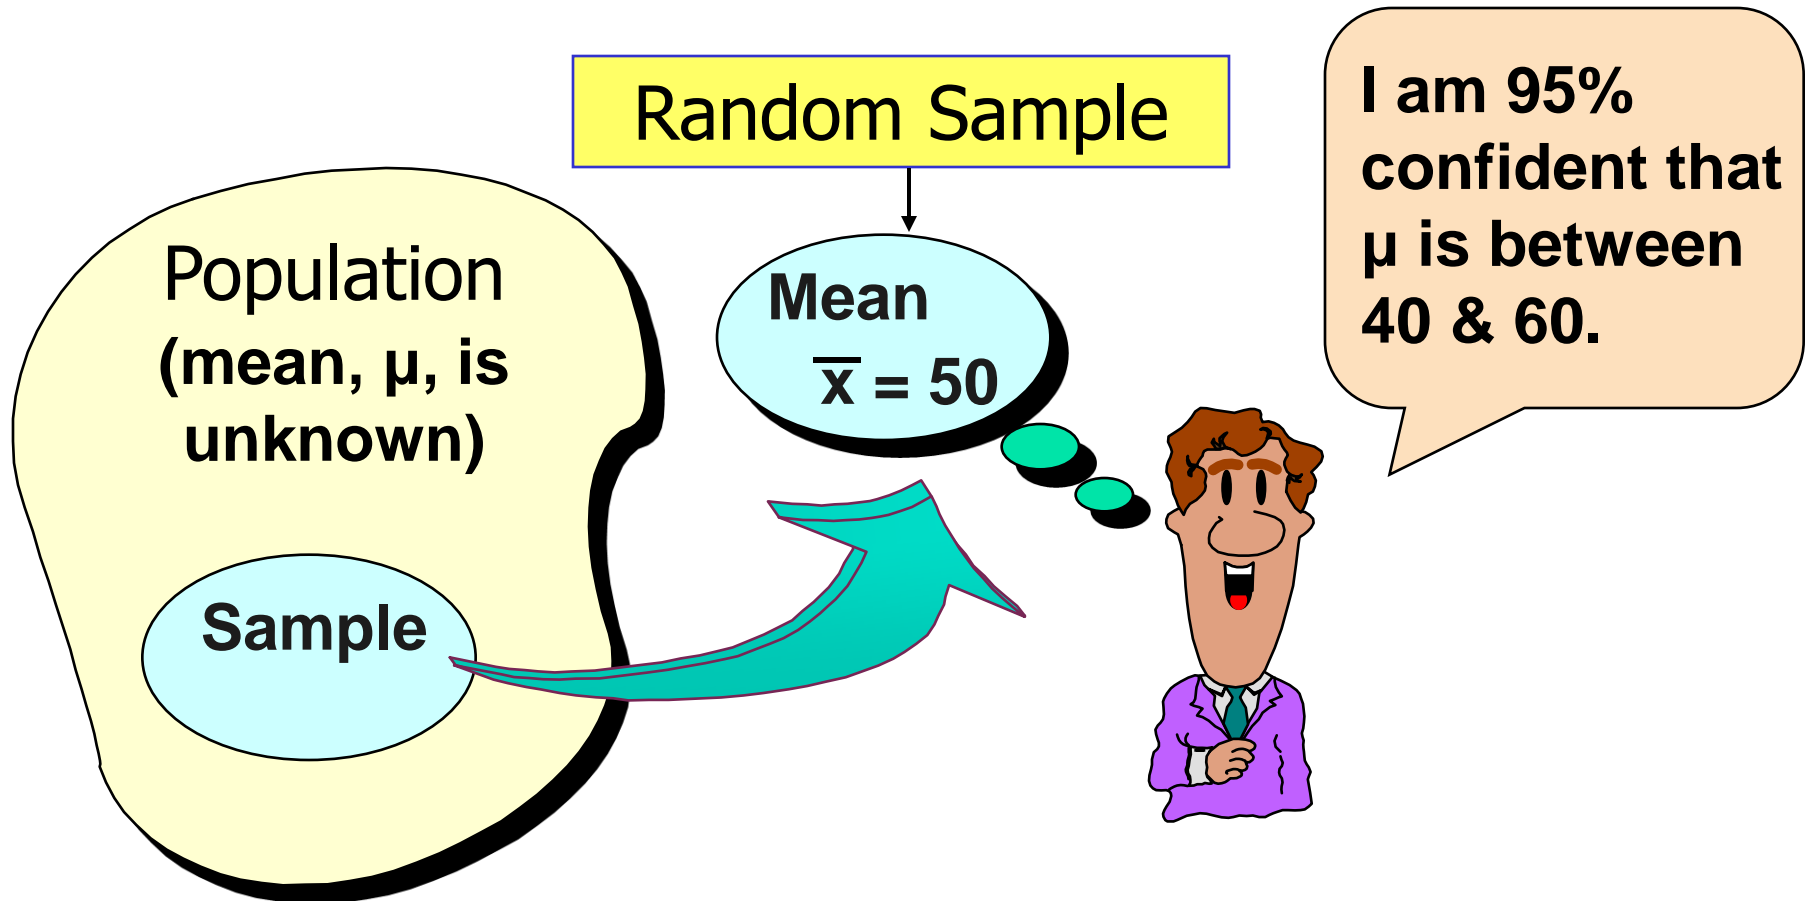 Random Sample
Population
(mean, μ, is
unknown)
Sample
Mean
x̅ = 50
I am 95%
confident that
μ is between
40 & 60.